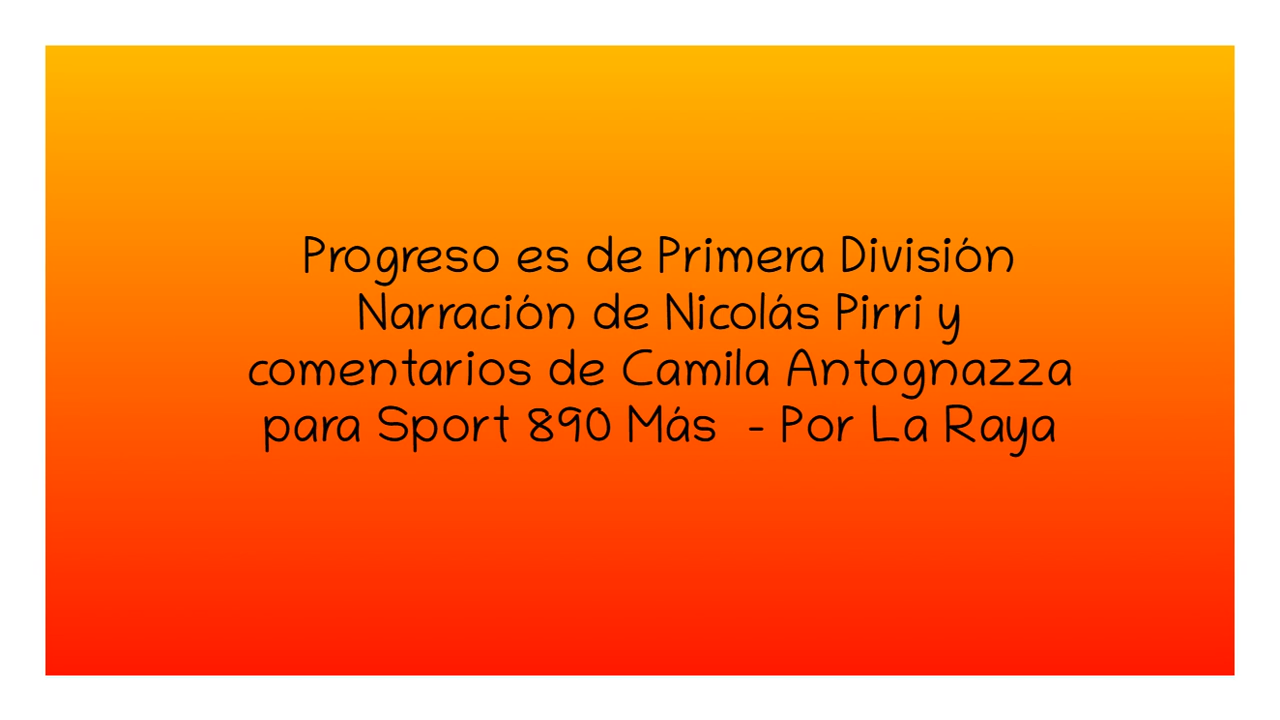 Progreso es de Primera División
Narración de Nicolás Pirri y
comentarios de Camila Antognazza
para Sport 890 Más  - Por La Raya